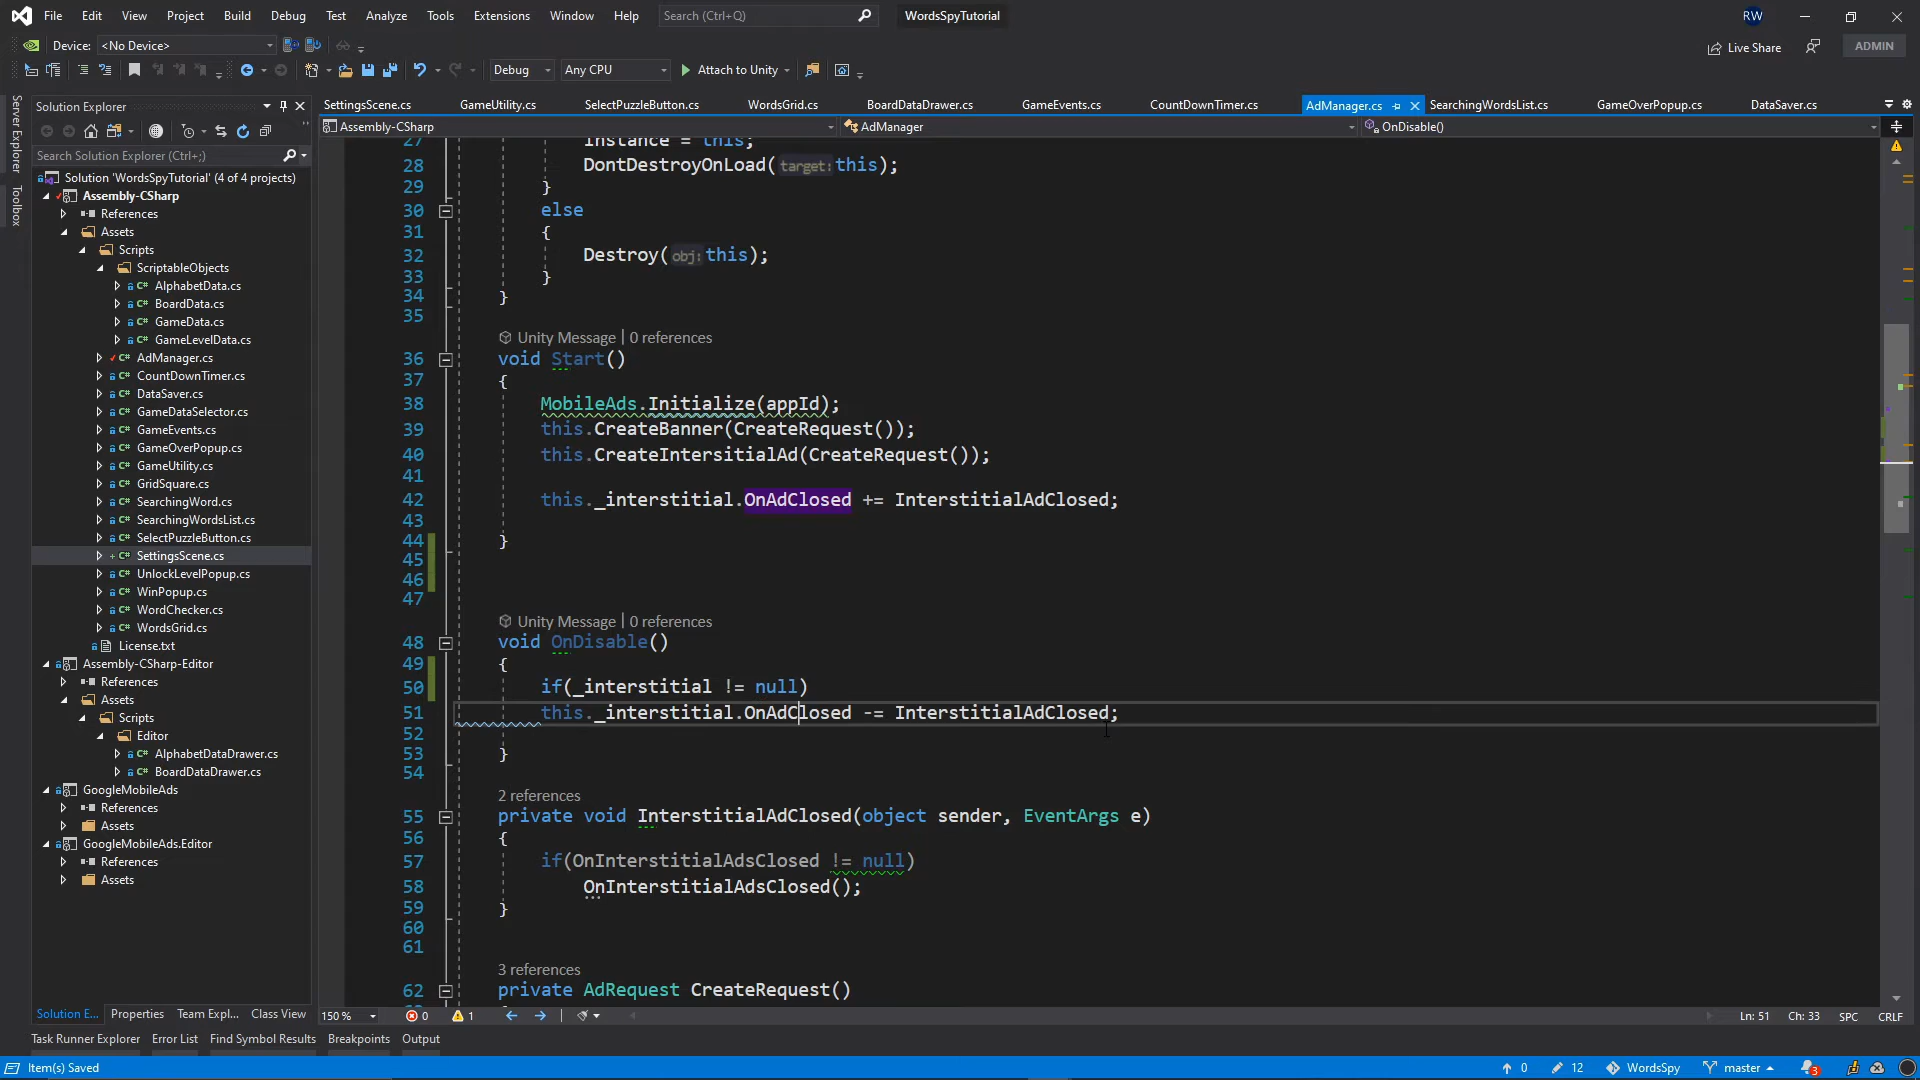 File Edit View Project Build Debug Test Analyze Tools Extensions Window Help Search (Ctrl+Q) WordsSpyTutorial RW
Device: <No Device> Live Share ADMIN
Debug Any CPU Attach to Unity
Server Explorer
Toolbox
Solution Explorer
Search Solution Explorer (Ctrl+;)
Solution 'WordsSpyTutorial' (4 of 4 projects)
Assembly-CSharp
References
Assets
Scripts
ScriptableObjects
C# AlphabetData.cs
C# BoardData.cs
C# GameData.cs
C# GameLevelData.cs
C# AdManager.cs
C# CountDownTimer.cs
C# DataSaver.cs
C# GameDataSelector.cs
C# GameEvents.cs
C# GameOverPopup.cs
C# GameUtility.cs
C# GridSquare.cs
C# SearchingWord.cs
C# SearchingWordsList.cs
C# SelectPuzzleButton.cs
C# SettingsScene.cs
C# UnlockLevelPopup.cs
C# WinPopup.cs
C# WordChecker.cs
C# WordsGrid.cs
License.txt
Assembly-CSharp-Editor
References
Assets
Scripts
Editor
C# AlphabetDataDrawer.cs
C# BoardDataDrawer.cs
GoogleMobileAds
References
Assets
GoogleMobileAds.Editor
References
Assets
Solution E... Properties Team Expl... Class View
SettingsScene.cs GameUtility.cs SelectPuzzleButton.cs WordsGrid.cs BoardDataDrawer.cs GameEvents.cs CountDownTimer.cs AdManager.cs SearchingWordsList.cs GameOverPopup.cs DataSaver.cs
Assembly-CSharp AdManager OnDisable()
27 instance = this;
28 DontDestroyOnLoad(target:this);
29 }
30 else
31 {
32 Destroy(obj:this);
33 }
34 }
35
Unity Message | 0 references
36 void Start()
37 {
38 MobileAds.Initialize(appId);
39 this.CreateBanner(CreateRequest());
40 this.CreateIntersitialAd(CreateRequest());
41
42 this._interstitial.OnAdClosed += InterstitialAdClosed;
43
44 }
45
46
47
Unity Message | 0 references
48 void OnDisable()
49 {
50 if(_interstitial != null)
51 this._interstitial.OnAdClosed -= InterstitialAdClosed;
52
53 }
54
2 references
55 private void InterstitialAdClosed(object sender, EventArgs e)
56 {
57 if(OnInterstitialAdsClosed != null)
58 OnInterstitialAdsClosed();
59 }
60
61
3 references
62 private AdRequest CreateRequest()
150 % 0 1 Ln: 51 Ch: 33 SPC CRLF
Task Runner Explorer Error List Find Symbol Results Breakpoints Output
Item(s) Saved 0 12 WordsSpy master 3